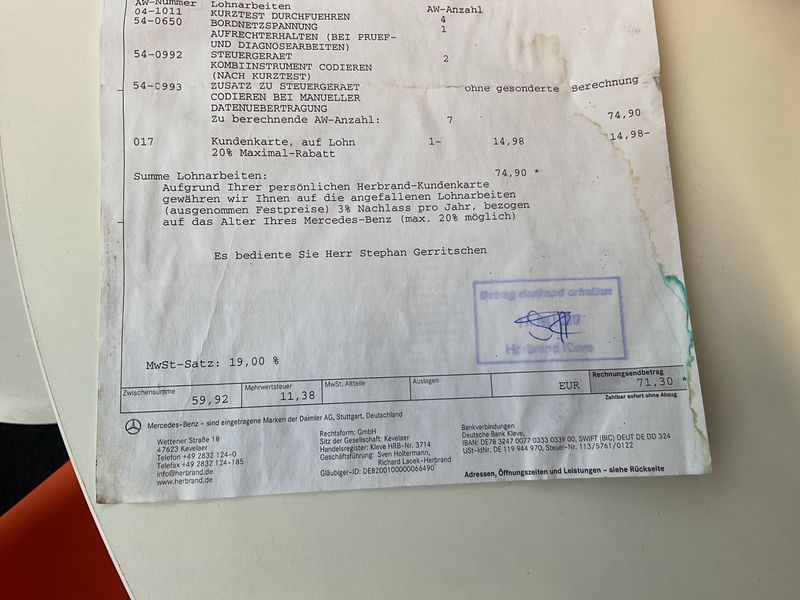 AW-Nummer Lohnarbeiten AW-Anzahl
04-1011 KURZTEST DURCHFUEHREN 4
54-0650 BORDNETZSPANNUNG 1
AUFRECHTERHALTEN (BEI PRUEF-
UND DIAGNOSEARBEITEN)
54-0992 STEUERGERAET 2
KOMBIINSTRUMENT CODIEREN
(NACH KURZTEST)
54-0993 ZUSATZ ZU STEUERGERAET ohne gesonderte Berechnung
CODIEREN BEI MANUELLER
DATENUEBERTRAGUNG
Zu berechnende AW-Anzahl: 7 74,90
017 Kundenkarte, auf Lohn 1- 14,98 14,98-
20% Maximal-Rabatt
Summe Lohnarbeiten: 74,90 *
Aufgrund Ihrer persönlichen Herbrand-Kundenkarte
gewähren wir Ihnen auf die angefallenen Lohnarbeiten
(ausgenommen Festpreise) 3% Nachlass pro Jahr, bezogen
auf das Alter Ihres Mercedes-Benz (max. 20% möglich)
Es bediente Sie Herr Stephan Gerritschen
Betrag dankend erhalten
Herbrand Kleve
MwSt-Satz: 19,00 %
Zwischensumme Mehrwertsteuer MwSt. Altteile Auslagen Rechnungsendbetrag
59,92 11,38 EUR 71,30 *
Zahlbar sofort ohne Abzug
Mercedes-Benz – sind eingetragene Marken der Daimler AG, Stuttgart, Deutschland
Wettener Straße 18
47623 Kevelaer
Telefon +49 2832 124-0
Telefax +49 2832 124-185
info@herbrand.de
www.herbrand.de
Rechtsform: GmbH
Sitz der Gesellschaft: Kevelaer
Handelsregister: Kleve HRB-Nr. 3714
Geschäftsführung: Sven Holtermann,
Richard Lacek-Herbrand
Gläubiger-ID: DE8200100000066490
Bankverbindungen
Deutsche Bank Kleve,
IBAN: DE78 3247 0077 0333 0339 00, SWIFT (BIC) DEUT DE DD 324
USt-IdNr. DE 119 944 970, Steuer-Nr. 113/5761/0122
Adressen, Öffnungszeiten und Leistungen – siehe Rückseite